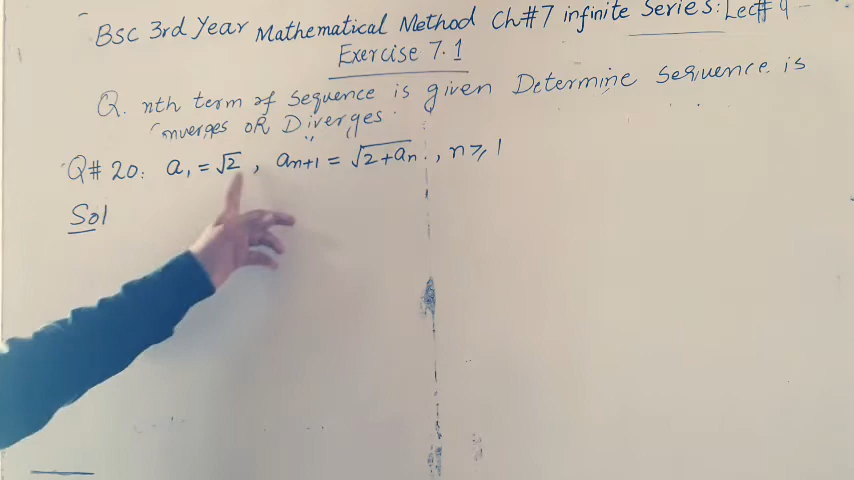 Bsc 3rd Year Mathematical Method Ch#7 infinite Series: Lec# 9
Exercise 7.1
Q. nth term of sequence is given Determine sequence is
Converges OR Diverges.
Q# 20: a₁ = √2, aₙ₊₁ = √(2+aₙ), n ≥ 1
Sol